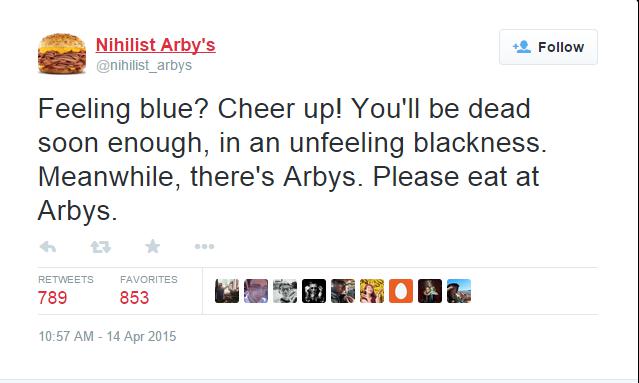 Nihilist Arby's
@nihilist_arbys
Follow
Feeling blue? Cheer up! You'll be dead
soon enough, in an unfeeling blackness.
Meanwhile, there's Arbys. Please eat at
Arbys.
RETWEETS FAVORITES
789 853
10:57 AM - 14 Apr 2015